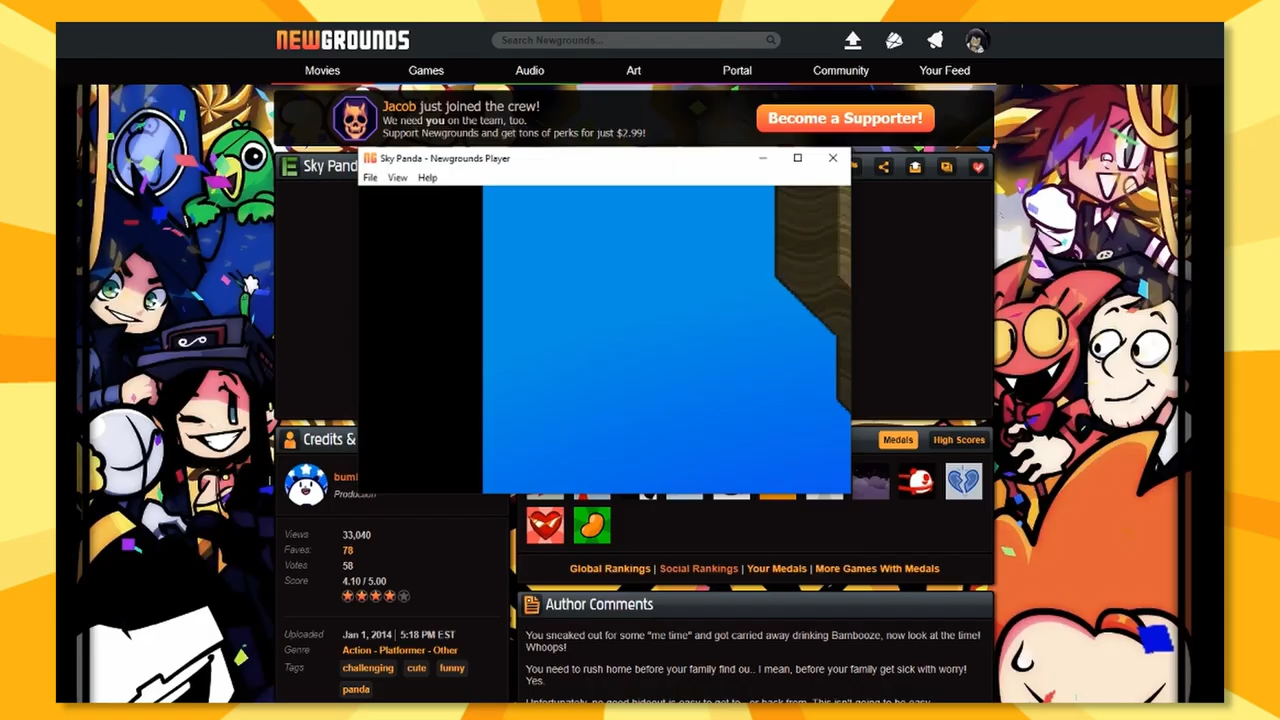 NEWGROUNDS
Search Newgrounds...
Movies Games Audio Art Portal Community Your Feed
Jacob just joined the crew!
We need you on the team, too.
Support Newgrounds and get tons of perks for just $2.99!
Become a Supporter!
E Sky Pand
NG Sky Panda - Newgrounds Player
File View Help
Credits &
Medals High Scores
Production
Views 33,040
Faves: 78
Votes 58
Score 4.10 / 5.00
Global Rankings | Social Rankings | Your Medals | More Games With Medals
Author Comments
Uploaded Jan 1, 2014 | 5:18 PM EST
Genre Action - Platformer - Other
Tags challenging cute funny
panda
You sneaked out for some "me time" and got carried away drinking Bambooze, now look at the time!
Whoops!
You need to rush home before your family find ou.. I mean, before your family get sick with worry!
Yes.